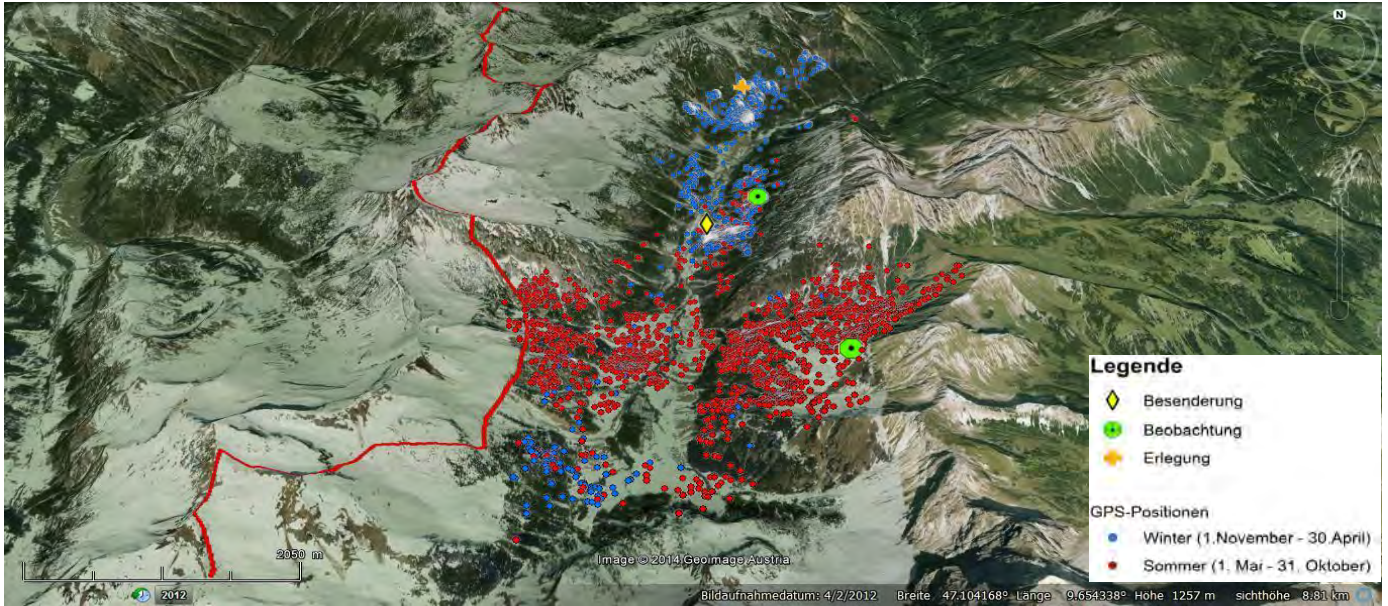 N
Legende
Besenderung
Beobachtung
Erlegung
GPS-Positionen
Winter (1.November - 30.April)
Sommer (1. Mai - 31. Oktober)
2050 m
Image © 2014 Geoimage Austria
2012
Bildaufnahmedatum: 4/2/2012 Breite 47.104168° Länge 9.654338° Höhe 1257 m sichthöhe 8.81 km